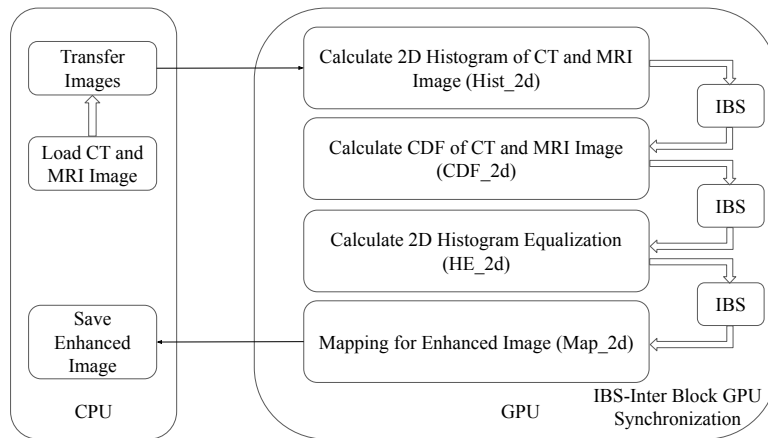 Transfer
Images
Load CT and
MRI Image
Save
Enhanced
Image
CPU
Calculate 2D Histogram of CT and MRI
Image (Hist_2d)
IBS
Calculate CDF of CT and MRI Image
(CDF_2d)
IBS
Calculate 2D Histogram Equalization
(HE_2d)
IBS
Mapping for Enhanced Image (Map_2d)
GPU
IBS-Inter Block GPU
Synchronization